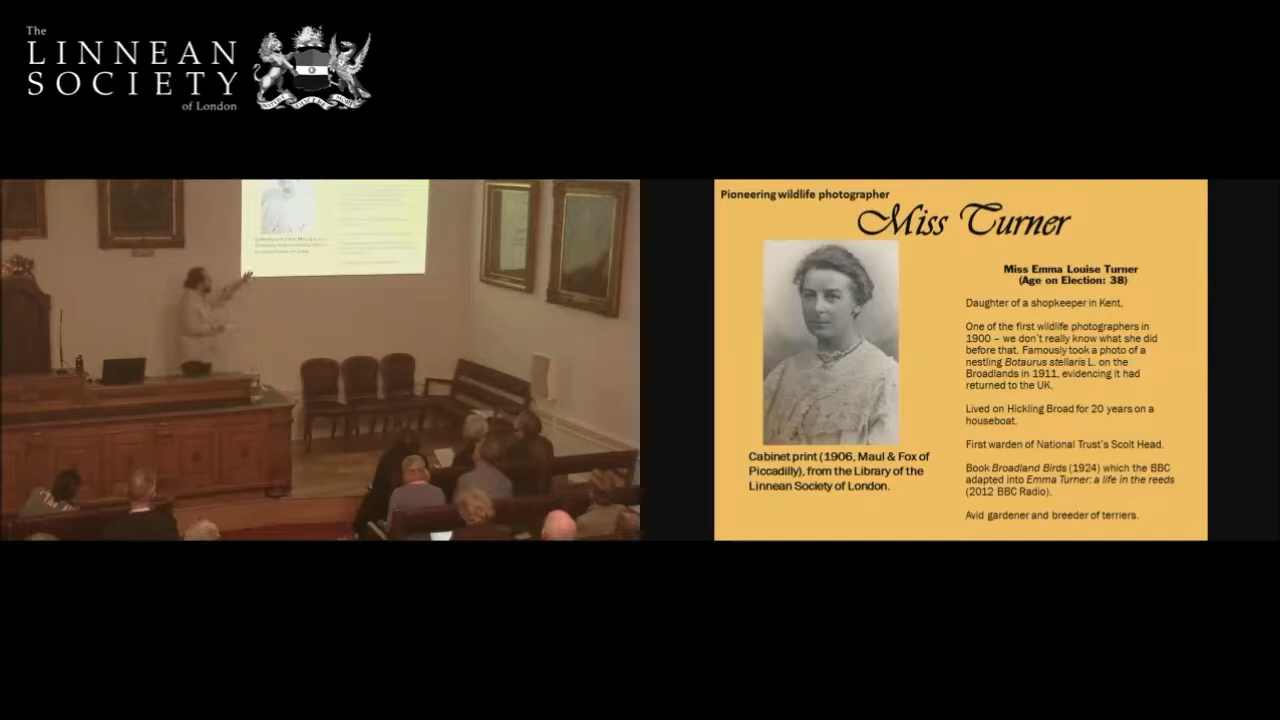 The
LINNEAN
SOCIETY
of London
Pioneering wildlife photographer
Miss Turner
Miss Emma Louise Turner
(Age on Election: 38)
Daughter of a shopkeeper in Kent.
One of the first wildlife photographers in
1900 – we don't really know what she did
before that. Famously took a photo of a
nestling Botaurus stellaris L. on the
Broadlands in 1911, evidencing it had
returned to the UK.
Lived on Hickling Broad for 20 years on a
houseboat.
First warden of National Trust's Scolt Head.
Book Broadland Birds (1924) which the BBC
adapted into Emma Turner: a life in the reeds
(2012 BBC Radio).
Avid gardener and breeder of terriers.
Cabinet print (1906, Maul & Fox of
Piccadilly), from the Library of the
Linnean Society of London.